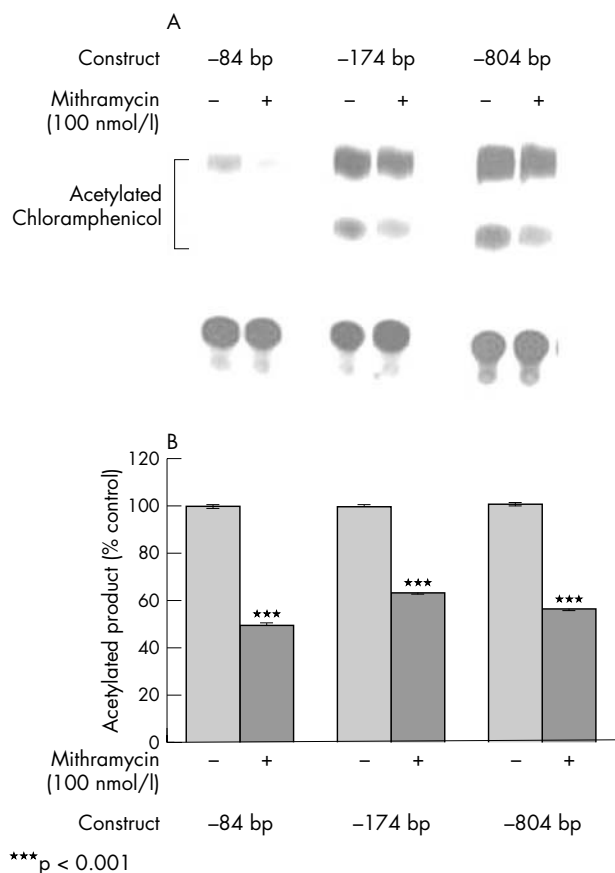 A
Construct –84 bp –174 bp –804 bp
Mithramycin – + – + – +
(100 nmol/l)
Acetylated
Chloramphenicol
B
Acetylated product (% control)
120
100
80
60
40
20
0
★★★ ★★★ ★★★
Mithramycin – + – + – +
(100 nmol/l)
Construct –84 bp –174 bp –804 bp
★★★p < 0.001